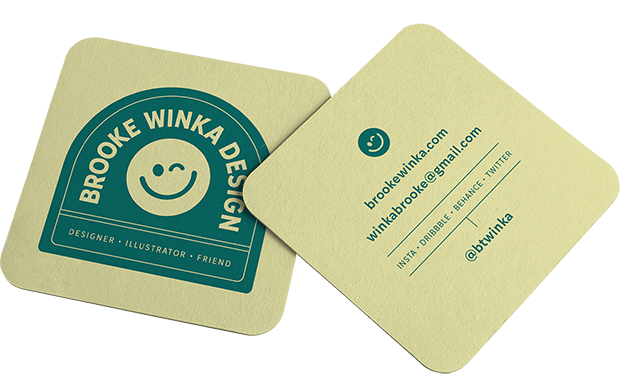 BROOKE WINKA DESIGN
DESIGNER • ILLUSTRATOR • FRIEND
brookewinka.com
winkabrooke@gmail.com
INSTA • DRIBBBLE • BEHANCE • TWITTER
@btwinka